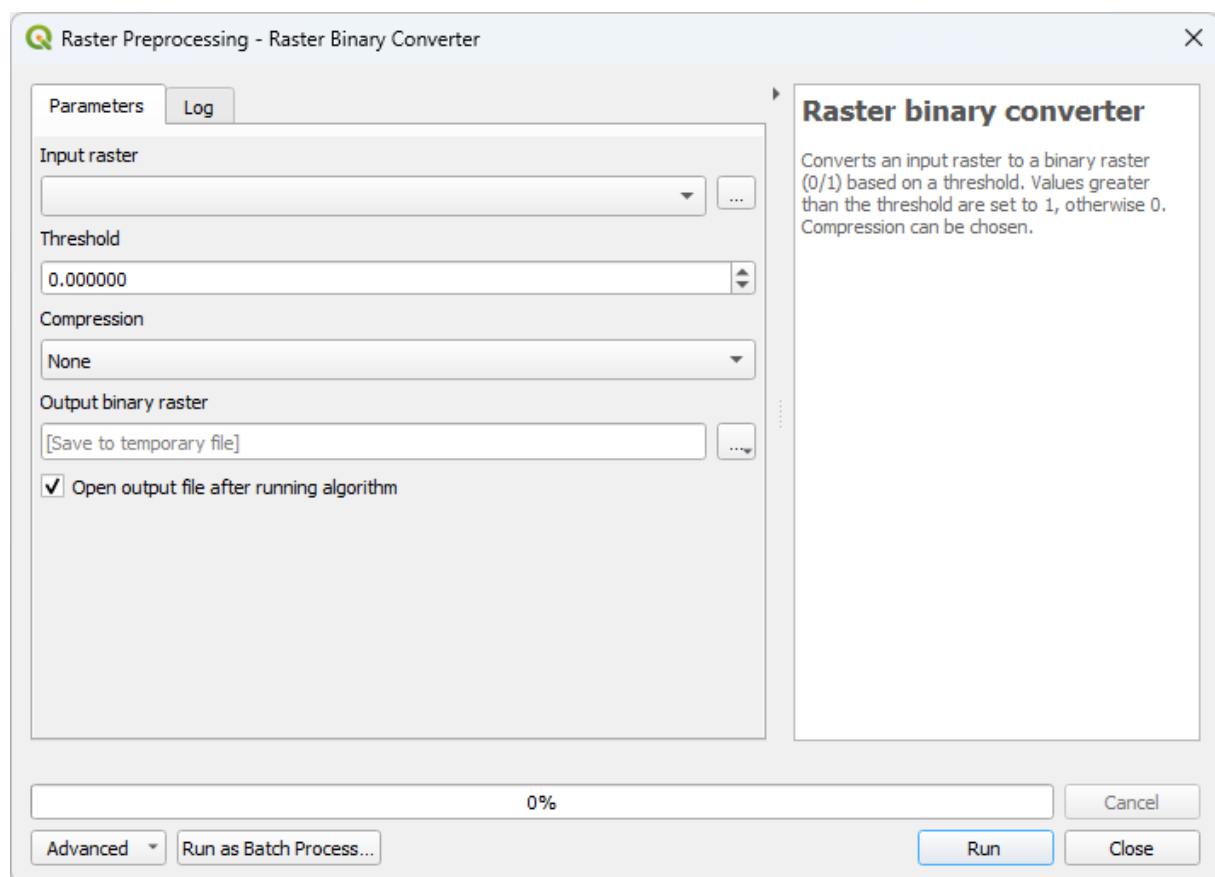 Raster Preprocessing - Raster Binary Converter
Parameters
Log
Input raster
...
Threshold
0.000000
Compression
None
Output binary raster
[Save to temporary file]
...
Open output file after running algorithm
Raster binary converter
Converts an input raster to a binary raster
(0/1) based on a threshold. Values greater
than the threshold are set to 1, otherwise 0.
Compression can be chosen.
0%
Cancel
Advanced
Run as Batch Process...
Run
Close